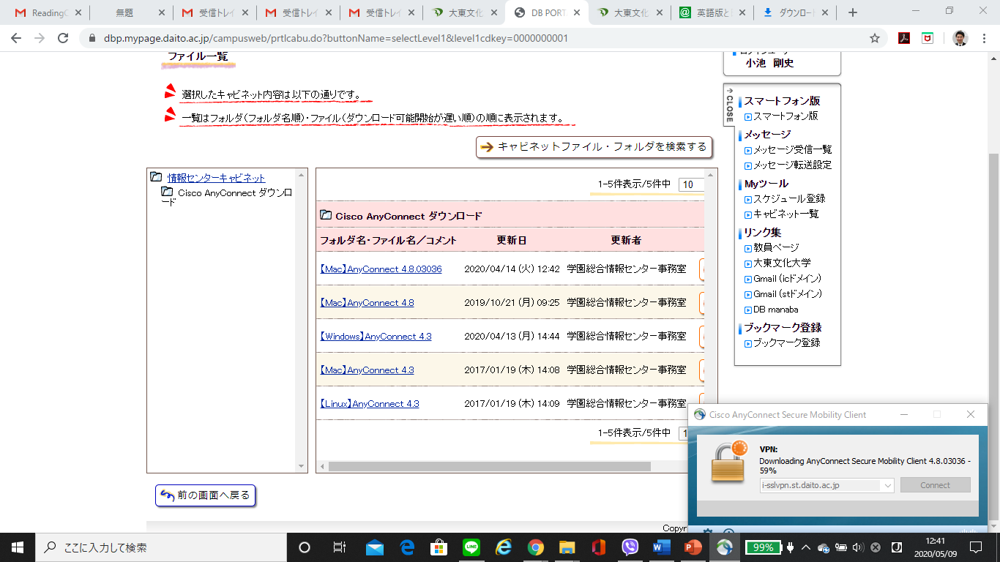 ReadingC
無題
受信トレイ
受信トレイ
受信トレイ
大東文化
DB PORT
大東文化
英語版と
ダウンロード
dbp.mypage.daito.ac.jp/campusweb/prtlcabu.do?buttonName=selectLevel1&level1cdkey=0000000001
ファイル一覧
選択したキャビネット内容は以下の通りです。
一覧はフォルダ(フォルダ名順)・ファイル(ダウンロード可能開始が遅い順)の順に表示されます。
キャビネットファイル・フォルダを検索する
情報センターキャビネット
Cisco AnyConnect ダウンロ
ード
1-5件表示/5件中 10
Cisco AnyConnect ダウンロード
フォルダ名・ファイル名/コメント 更新日 更新者
【Mac】AnyConnect 4.8.03036 2020/04/14 (火) 12:42 学園総合情報センター事務室
【Mac】AnyConnect 4.8 2019/10/21 (月) 09:25 学園総合情報センター事務室
【Windows】AnyConnect 4.3 2020/04/13 (月) 14:44 学園総合情報センター事務室
【Mac】AnyConnect 4.3 2017/01/19 (木) 14:08 学園総合情報センター事務室
【Linux】AnyConnect 4.3 2017/01/19 (木) 14:09 学園総合情報センター事務室
1-5件表示/5件中 1
前の画面へ戻る
Copyr
小池 剛史
CLOSE
スマートフォン版
スマートフォン版
メッセージ
メッセージ受信一覧
メッセージ転送設定
Myツール
スケジュール登録
キャビネット一覧
リンク集
教員ページ
大東文化大学
Gmail (icドメイン)
Gmail (stドメイン)
DB manaba
ブックマーク登録
ブックマーク登録
Cisco AnyConnect Secure Mobility Client
VPN:
Downloading AnyConnect Secure Mobility Client 4.8.03036 -
59%
i-sslvpn.st.daito.ac.jp
Connect
ここに入力して検索
LINE
99%
12:41
2020/05/09